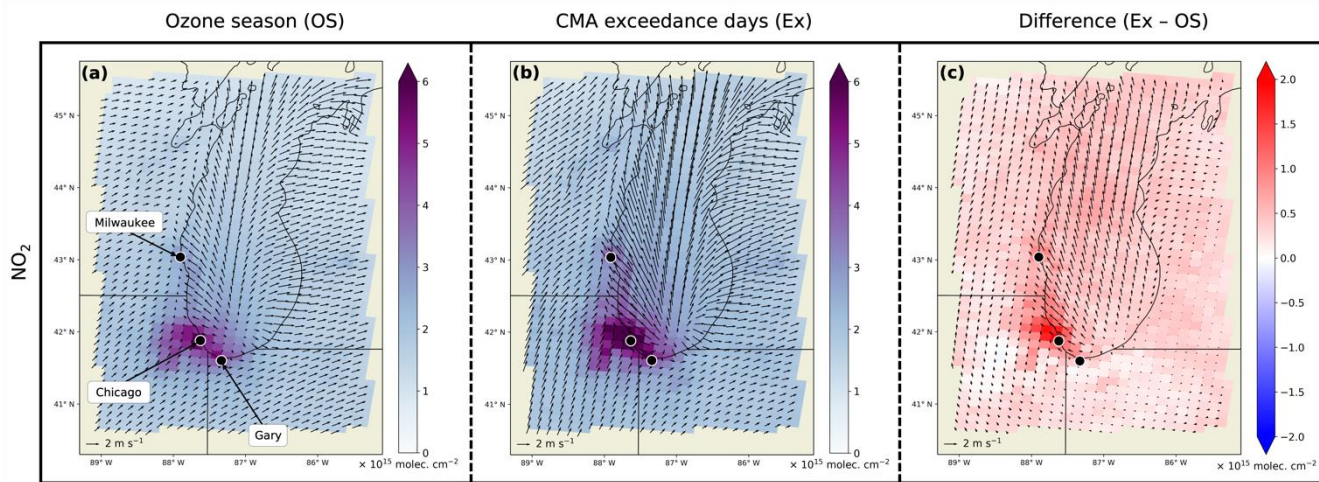 Ozone season (OS)
CMA exceedance days (Ex)
Difference (Ex – OS)
NO₂
(a)
Milwaukee
Chicago
Gary
2 m s⁻¹
45° N
44° N
43° N
42° N
41° N
89° W
88° W
87° W
86° W
6
5
4
3
2
1
0
× 10¹⁵ molec. cm⁻²
(b)
2 m s⁻¹
45° N
44° N
43° N
42° N
41° N
89° W
88° W
87° W
86° W
6
5
4
3
2
1
0
× 10¹⁵ molec. cm⁻²
(c)
2 m s⁻¹
45° N
44° N
43° N
42° N
41° N
89° W
88° W
87° W
86° W
2.0
1.5
1.0
0.5
0.0
−0.5
−1.0
−1.5
−2.0
× 10¹⁵ molec. cm⁻²